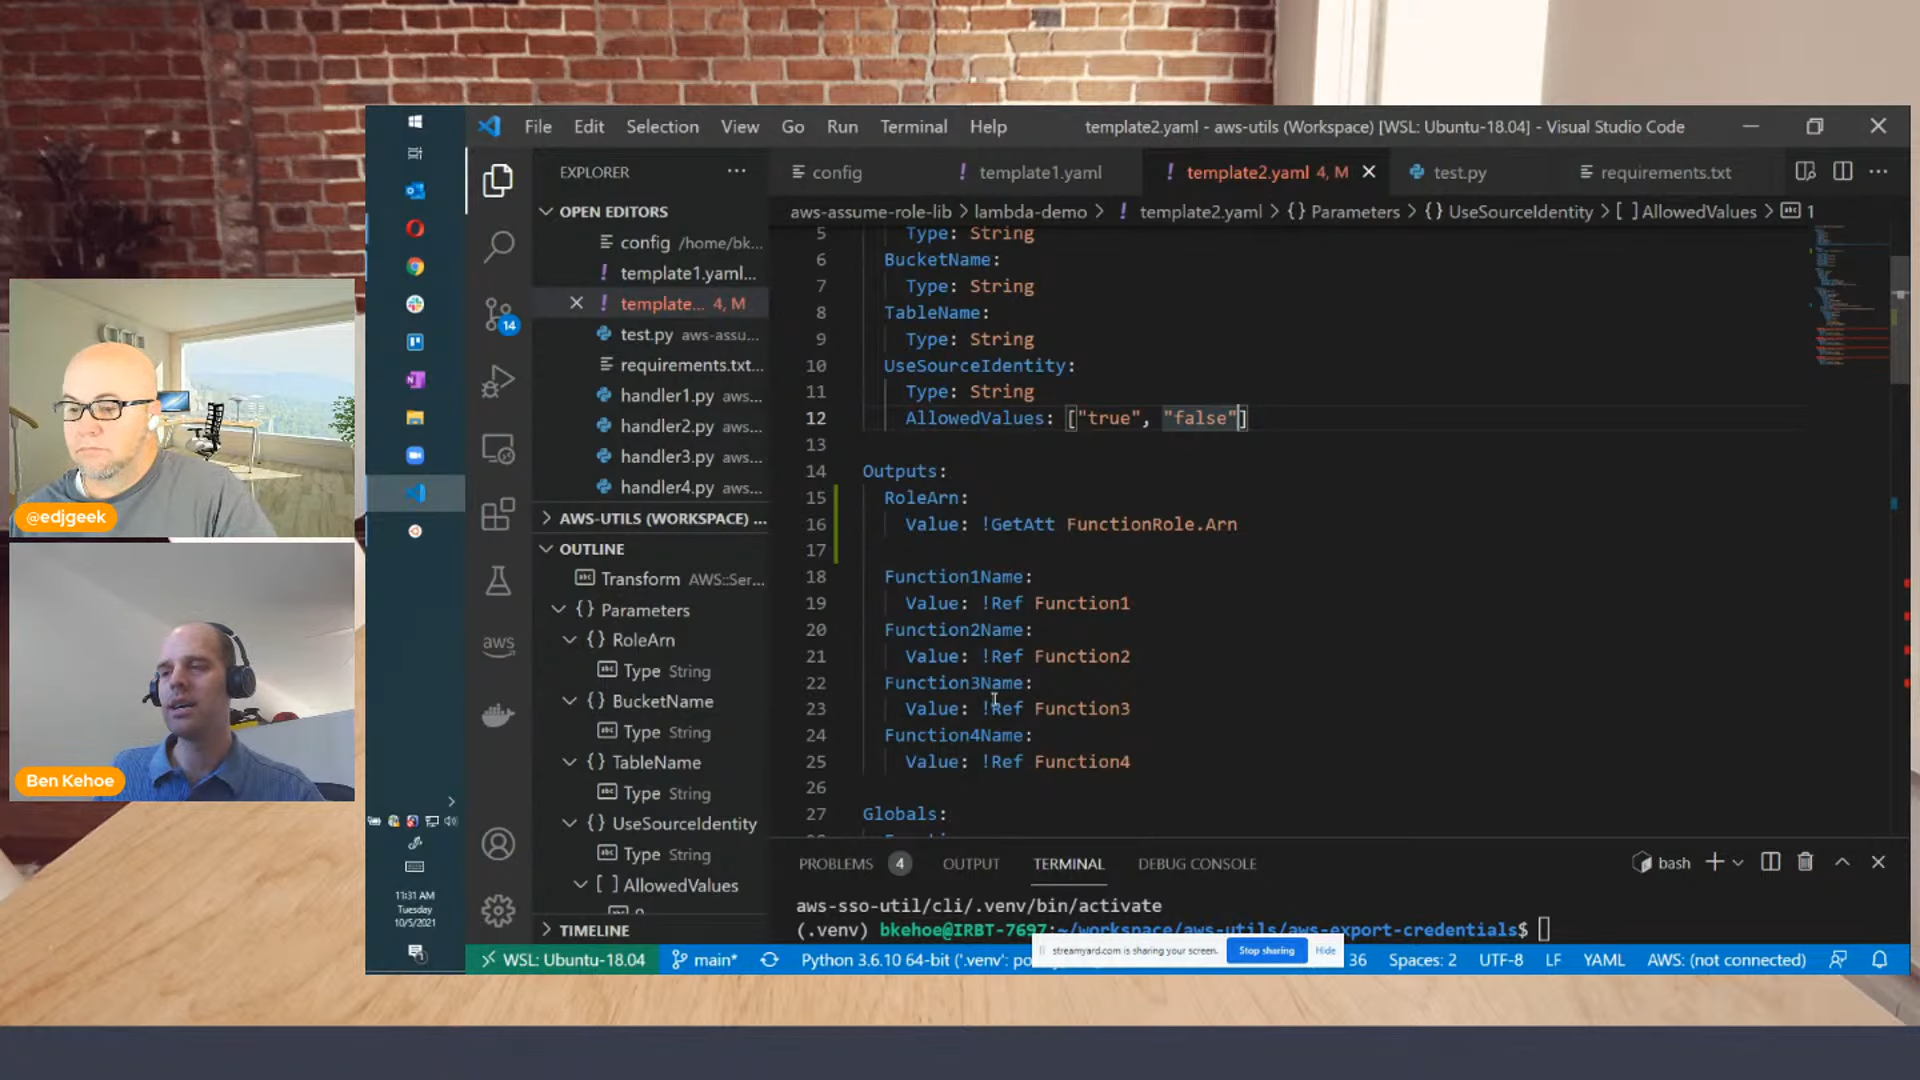 File Edit Selection View Go Run Terminal Help
template2.yaml - aws-utils (Workspace) [WSL: Ubuntu-18.04] - Visual Studio Code
EXPLORER
config
template1.yaml
template2.yaml 4, M
test.py
requirements.txt
aws-assume-role-lib > lambda-demo > ! template2.yaml > {} Parameters > {} UseSourceIdentity > [ ] AllowedValues > abc 1
OPEN EDITORS
config /home/bk...
! template1.yaml...
! template... 4, M
test.py aws-assu...
requirements.txt...
handler1.py aws...
handler2.py aws...
handler3.py aws...
handler4.py aws...
AWS-UTILS (WORKSPACE) ...
OUTLINE
Transform AWS::Ser...
{} Parameters
{} RoleArn
Type String
{} BucketName
Type String
{} TableName
Type String
{} UseSourceIdentity
Type String
[ ] AllowedValues
TIMELINE
14
aws
5 Type: String
6 BucketName:
7 Type: String
8 TableName:
9 Type: String
10 UseSourceIdentity:
11 Type: String
12 AllowedValues: ["true", "false"]
13
14 Outputs:
15 RoleArn:
16 Value: !GetAtt FunctionRole.Arn
17
18 Function1Name:
19 Value: !Ref Function1
20 Function2Name:
21 Value: !Ref Function2
22 Function3Name:
23 Value: !Ref Function3
24 Function4Name:
25 Value: !Ref Function4
26
27 Globals:
PROBLEMS 4 OUTPUT TERMINAL DEBUG CONSOLE
bash
aws-sso-util/cli/.venv/bin/activate
(.venv) bkehoe@IRBT-7697:~/workspace/aws-utils/aws-export-credentials$
streamyard.com is sharing your screen. Stop sharing Hide
WSL: Ubuntu-18.04 main* Python 3.6.10 64-bit ('.venv': po
36 Spaces: 2 UTF-8 LF YAML AWS: (not connected)
11:31 AM
Tuesday
10/5/2021
@edjgeek
Ben Kehoe